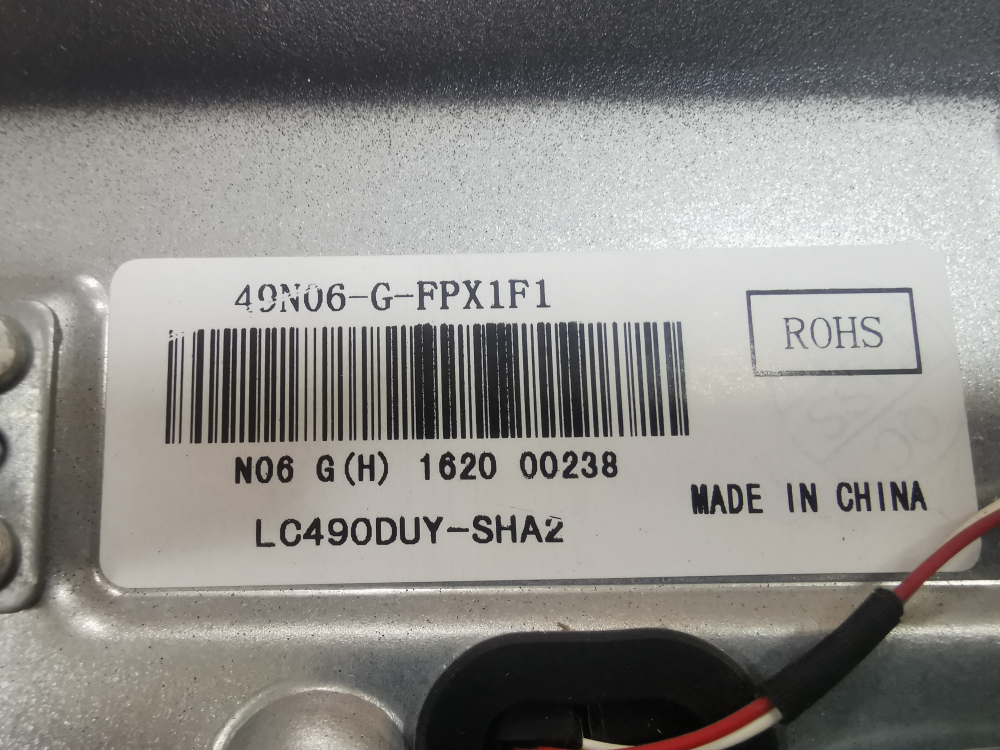 49N06-G-FPX1F1
ROHS
N06 G(H) 1620 00238
MADE IN CHINA
LC490DUY-SHA2